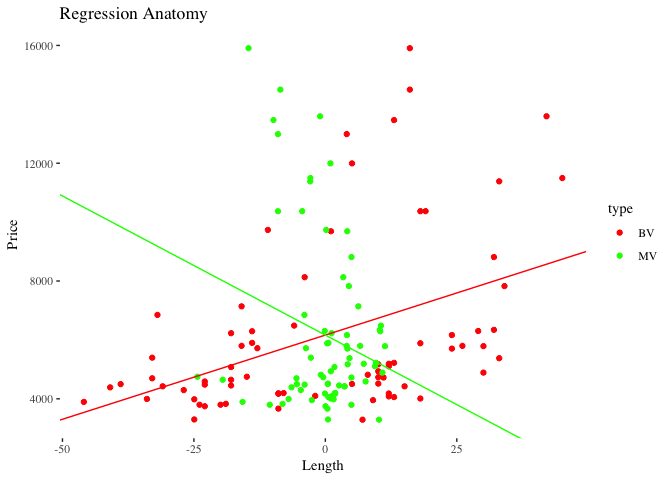 Regression Anatomy
16000
12000
8000
4000
Price
-50
-25
0
25
Length
type
BV
MV